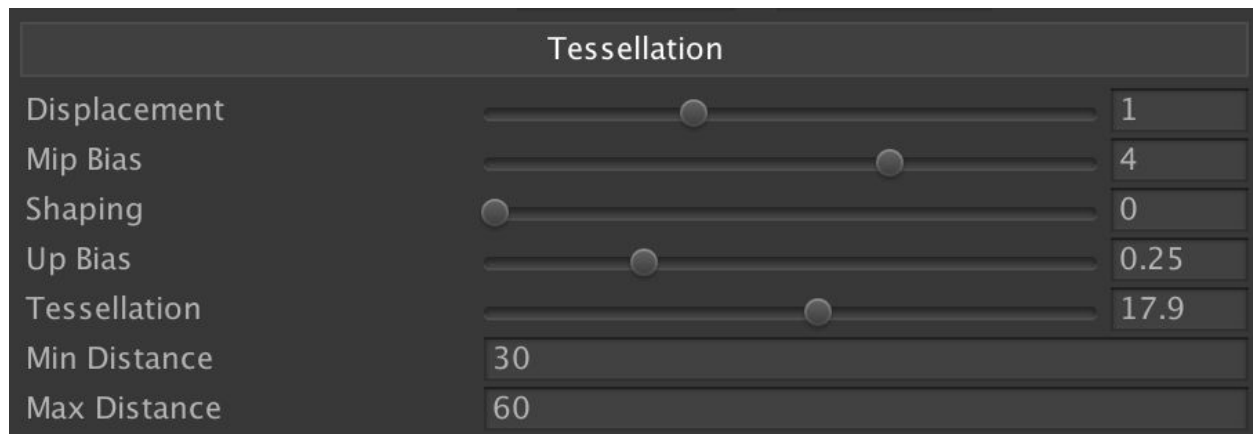 Tessellation
Displacement 1
Mip Bias 4
Shaping 0
Up Bias 0.25
Tessellation 17.9
Min Distance 30
Max Distance 60